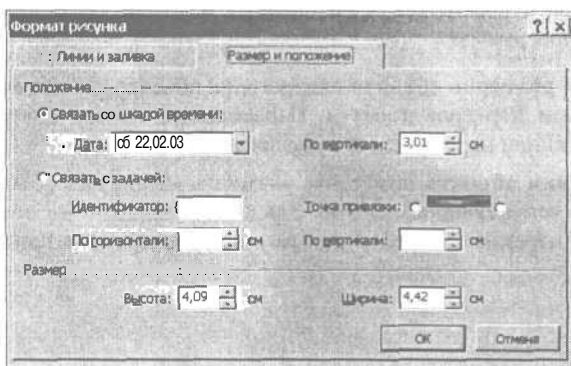 Формат рисунка
Линии и заливка Размер и положение
Положение
Связать со шкалой времени:
Дата: сб 22,02.03 По вертикали: 3,01 см
Связать с задачей:
Идентификатор: Точка привязки:
По горизонтали: см По вертикали: см
Размер
Высота: 4,09 см Ширина: 4,42 см
ОК Отмена